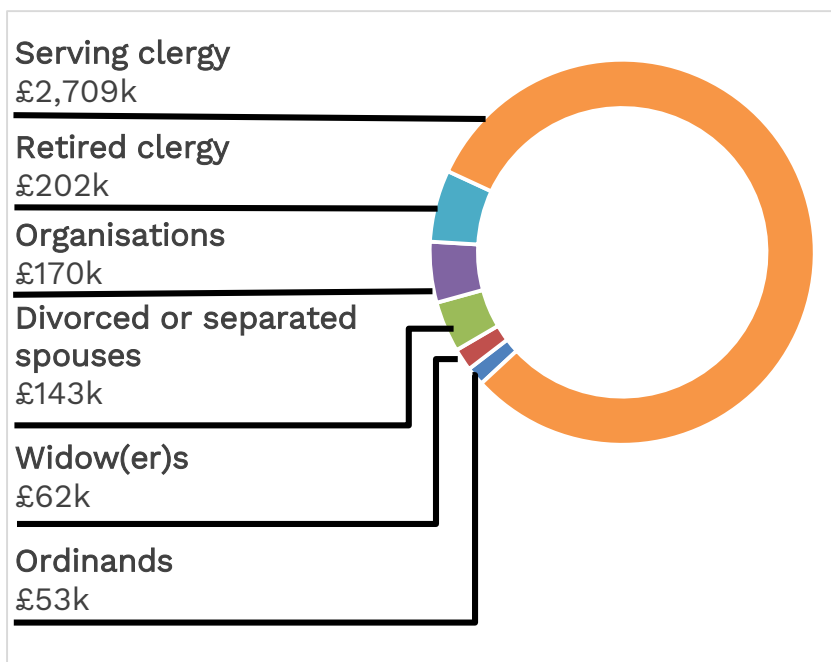 Serving clergy
£2,709k
Retired clergy
£202k
Organisations
£170k
Divorced or separated
spouses
£143k
Widow(er)s
£62k
Ordinands
£53k